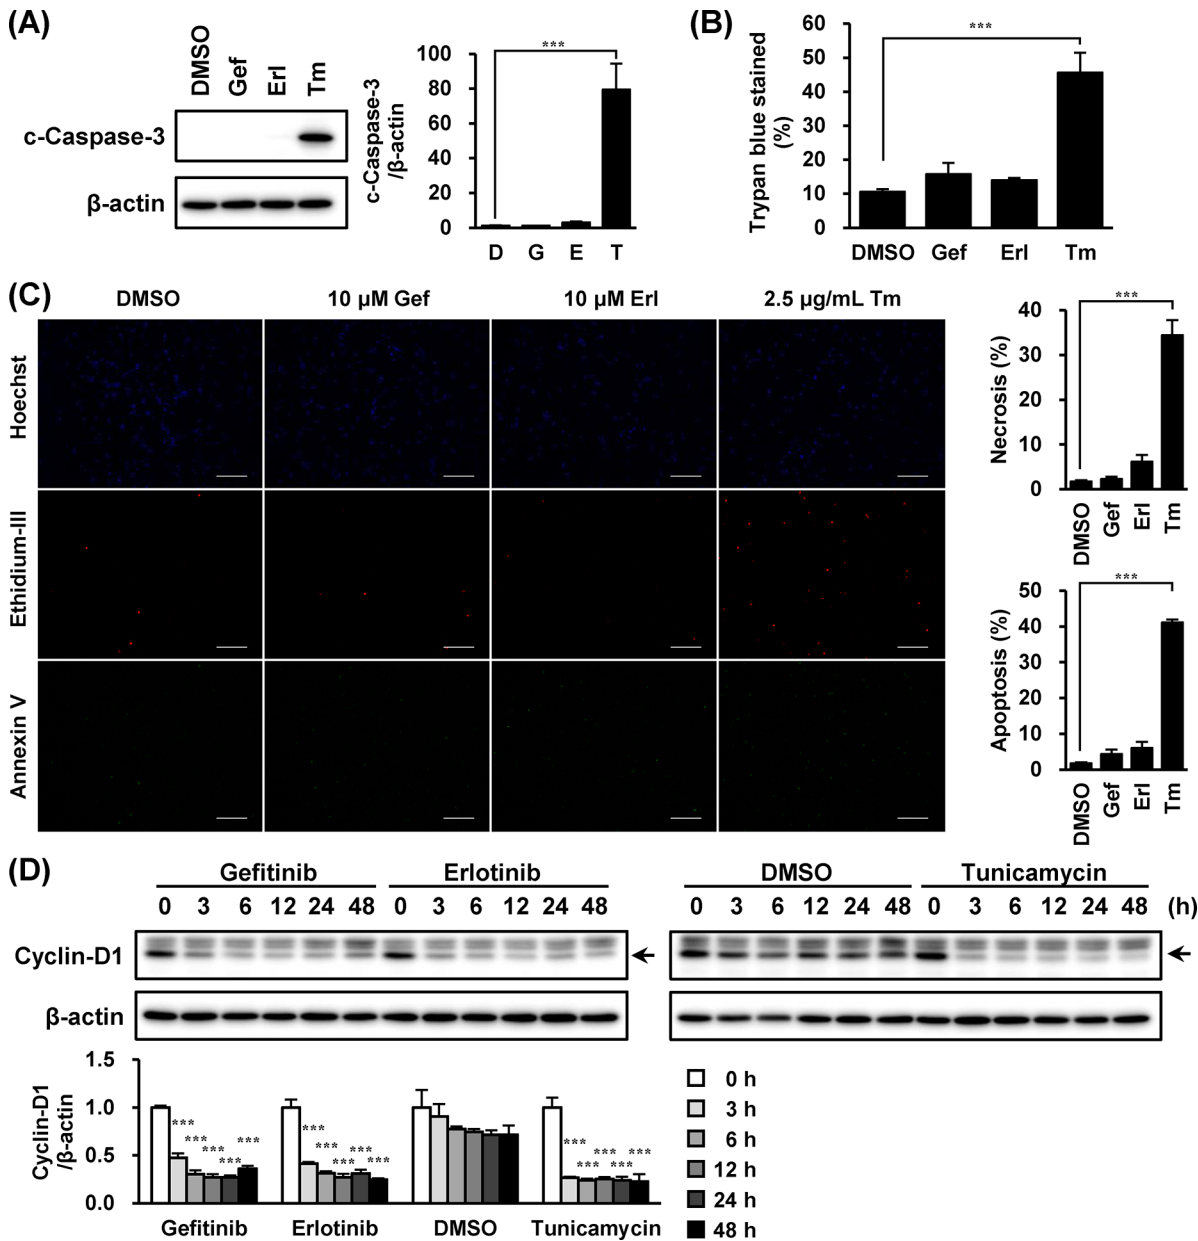 (A)
DMSO
Gef
Erl
Tm
c-Caspase-3
β-actin
c-Caspase-3
/β-actin
100
80
60
40
20
0
***
D G E T
(B)
Trypan blue stained
(%)
60
50
40
30
20
10
0
***
DMSO Gef Erl Tm
(C)
DMSO 10 μM Gef 10 μM Erl 2.5 μg/mL Tm
Hoechst
Ethidium-III
Annexin V
Necrosis (%)
40
30
20
10
0
***
DMSO
Gef
Erl
Tm
Apoptosis (%)
50
40
30
20
10
0
***
DMSO
Gef
Erl
Tm
(D)
Gefitinib Erlotinib DMSO Tunicamycin
0 3 6 12 24 48 0 3 6 12 24 48 0 3 6 12 24 48 0 3 6 12 24 48 (h)
Cyclin-D1
β-actin
Cyclin-D1
/β-actin
1.5
1.0
0.5
0.0
*** *** *** *** ***
*** *** *** *** ***
*** *** *** *** ***
Gefitinib Erlotinib DMSO Tunicamycin
0 h
3 h
6 h
12 h
24 h
48 h